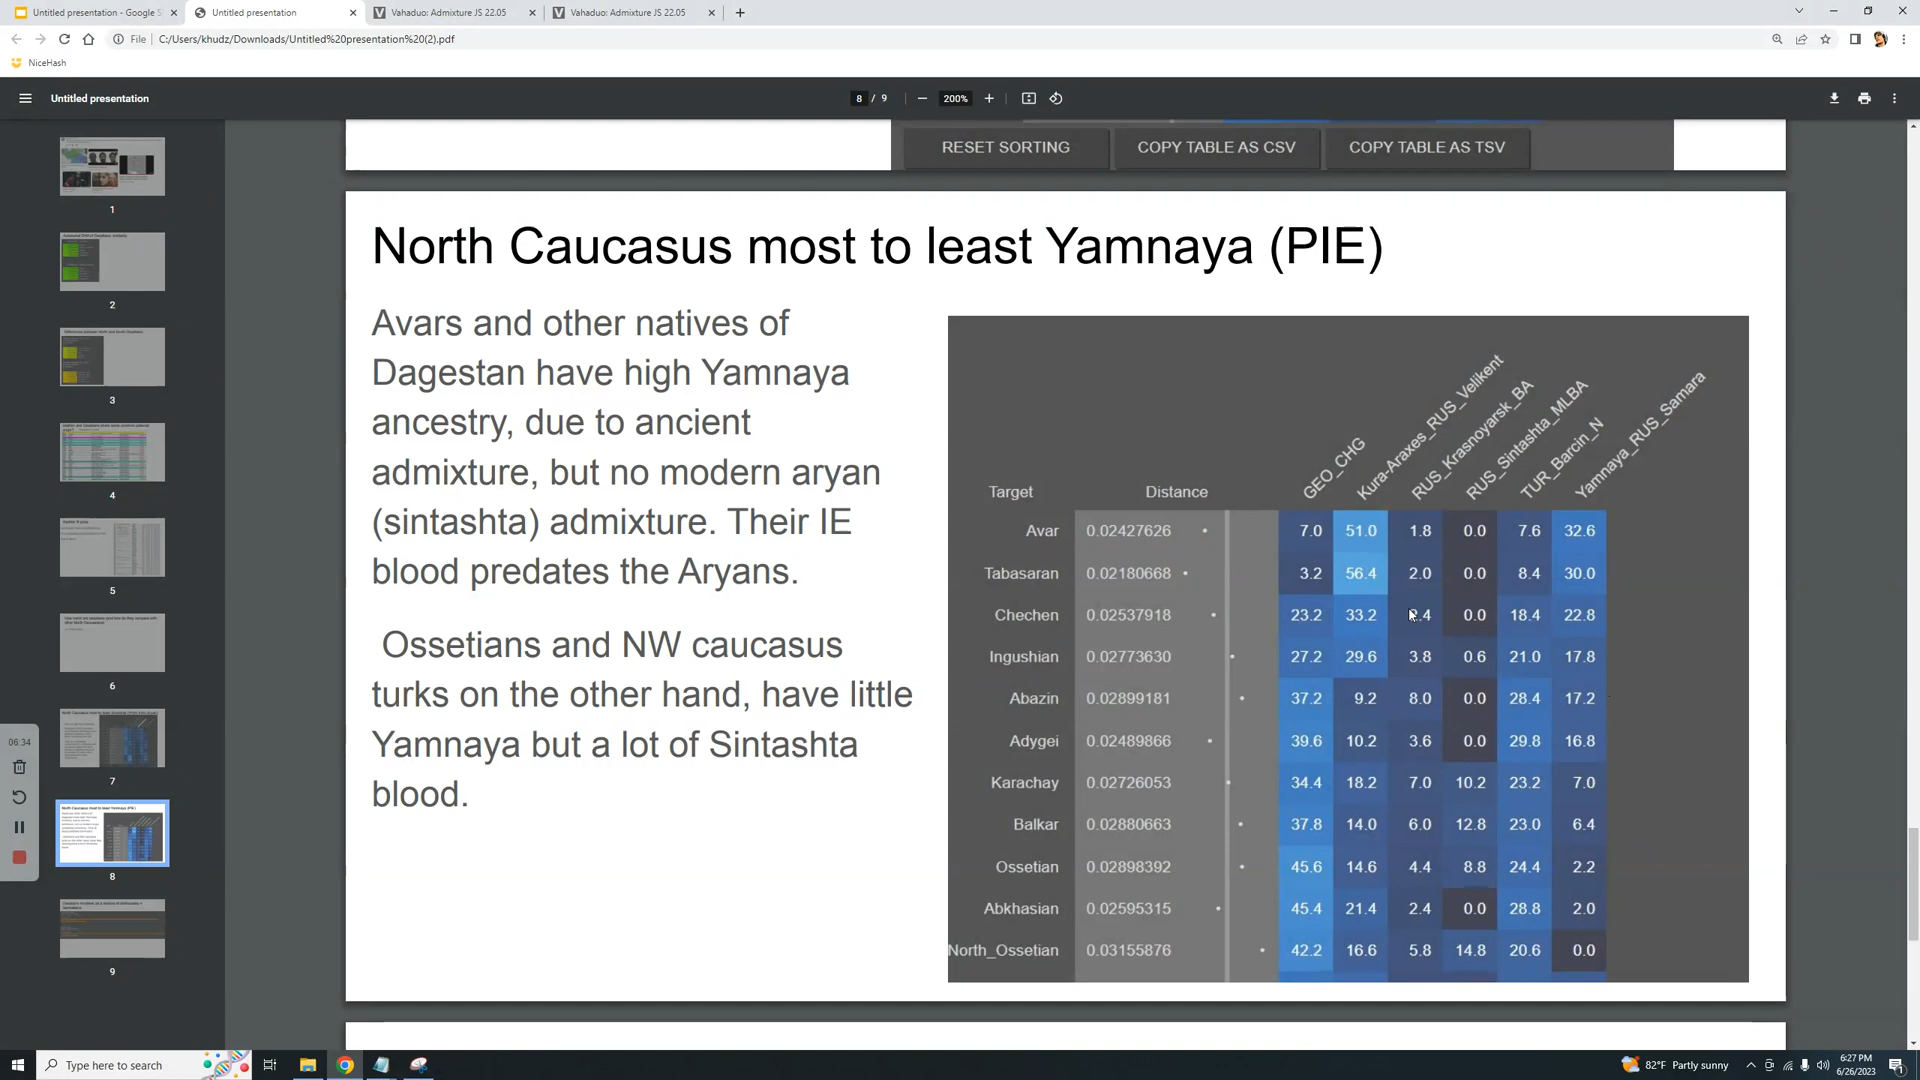 Untitled presentation - Google S
Untitled presentation
Vahaduo: Admixture JS 22.05
Vahaduo: Admixture JS 22.05
File
C:/Users/khudz/Downloads/Untitled%20presentation%20(2).pdf
NiceHash
Untitled presentation
8 / 9
200%
RESET SORTING
COPY TABLE AS CSV
COPY TABLE AS TSV
North Caucasus most to least Yamnaya (PIE)
Avars and other natives of
Dagestan have high Yamnaya
ancestry, due to ancient
admixture, but no modern aryan
(sintashta) admixture. Their IE
blood predates the Aryans.
Ossetians and NW caucasus
turks on the other hand, have little
Yamnaya but a lot of Sintashta
blood.
Target Distance GEO_CHG Kura-Araxes_RUS_Velikent RUS_Krasnoyarsk_BA RUS_Sintashta_MLBA TUR_Barcin_N Yamnaya_RUS_Samara
Avar 0.02427626 7.0 51.0 1.8 0.0 7.6 32.6
Tabasaran 0.02180668 3.2 56.4 2.0 0.0 8.4 30.0
Chechen 0.02537918 23.2 33.2 .4 0.0 18.4 22.8
Ingushian 0.02773630 27.2 29.6 3.8 0.6 21.0 17.8
Abazin 0.02899181 37.2 9.2 8.0 0.0 28.4 17.2
Adygei 0.02489866 39.6 10.2 3.6 0.0 29.8 16.8
Karachay 0.02726053 34.4 18.2 7.0 10.2 23.2 7.0
Balkar 0.02880663 37.8 14.0 6.0 12.8 23.0 6.4
Ossetian 0.02898392 45.6 14.6 4.4 8.8 24.4 2.2
Abkhasian 0.02595315 45.4 21.4 2.4 0.0 28.8 2.0
North_Ossetian 0.03155876 42.2 16.6 5.8 14.8 20.6 0.0
1
2
3
4
5
6
7
8
9
06:34
Type here to search
82°F Partly sunny
6:27 PM
6/26/2023